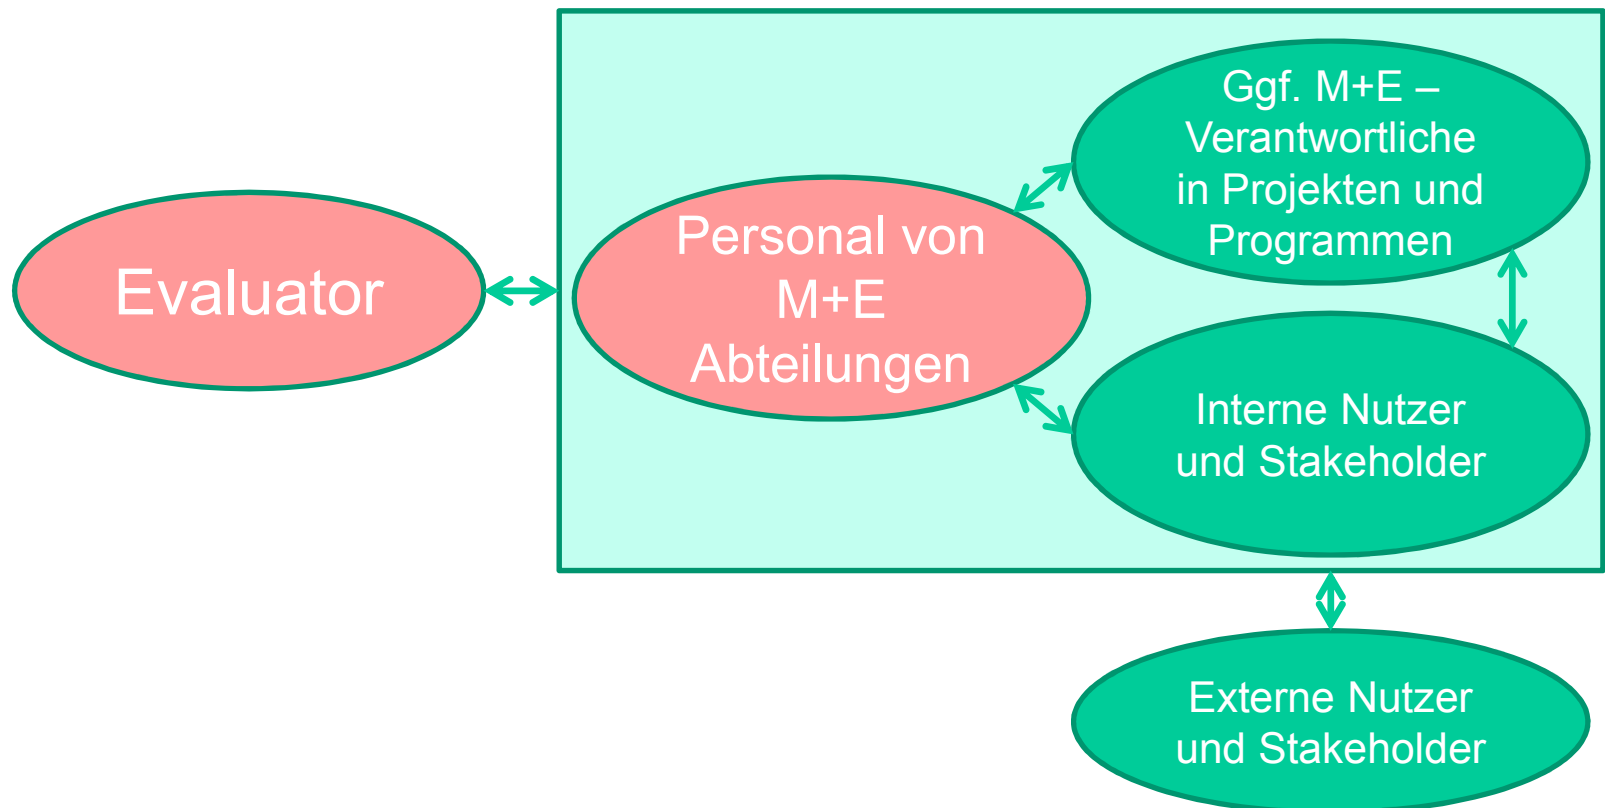 Evaluator
Personal von
M+E
Abteilungen
Ggf. M+E –
Verantwortliche
in Projekten und
Programmen
Interne Nutzer
und Stakeholder
Externe Nutzer
und Stakeholder